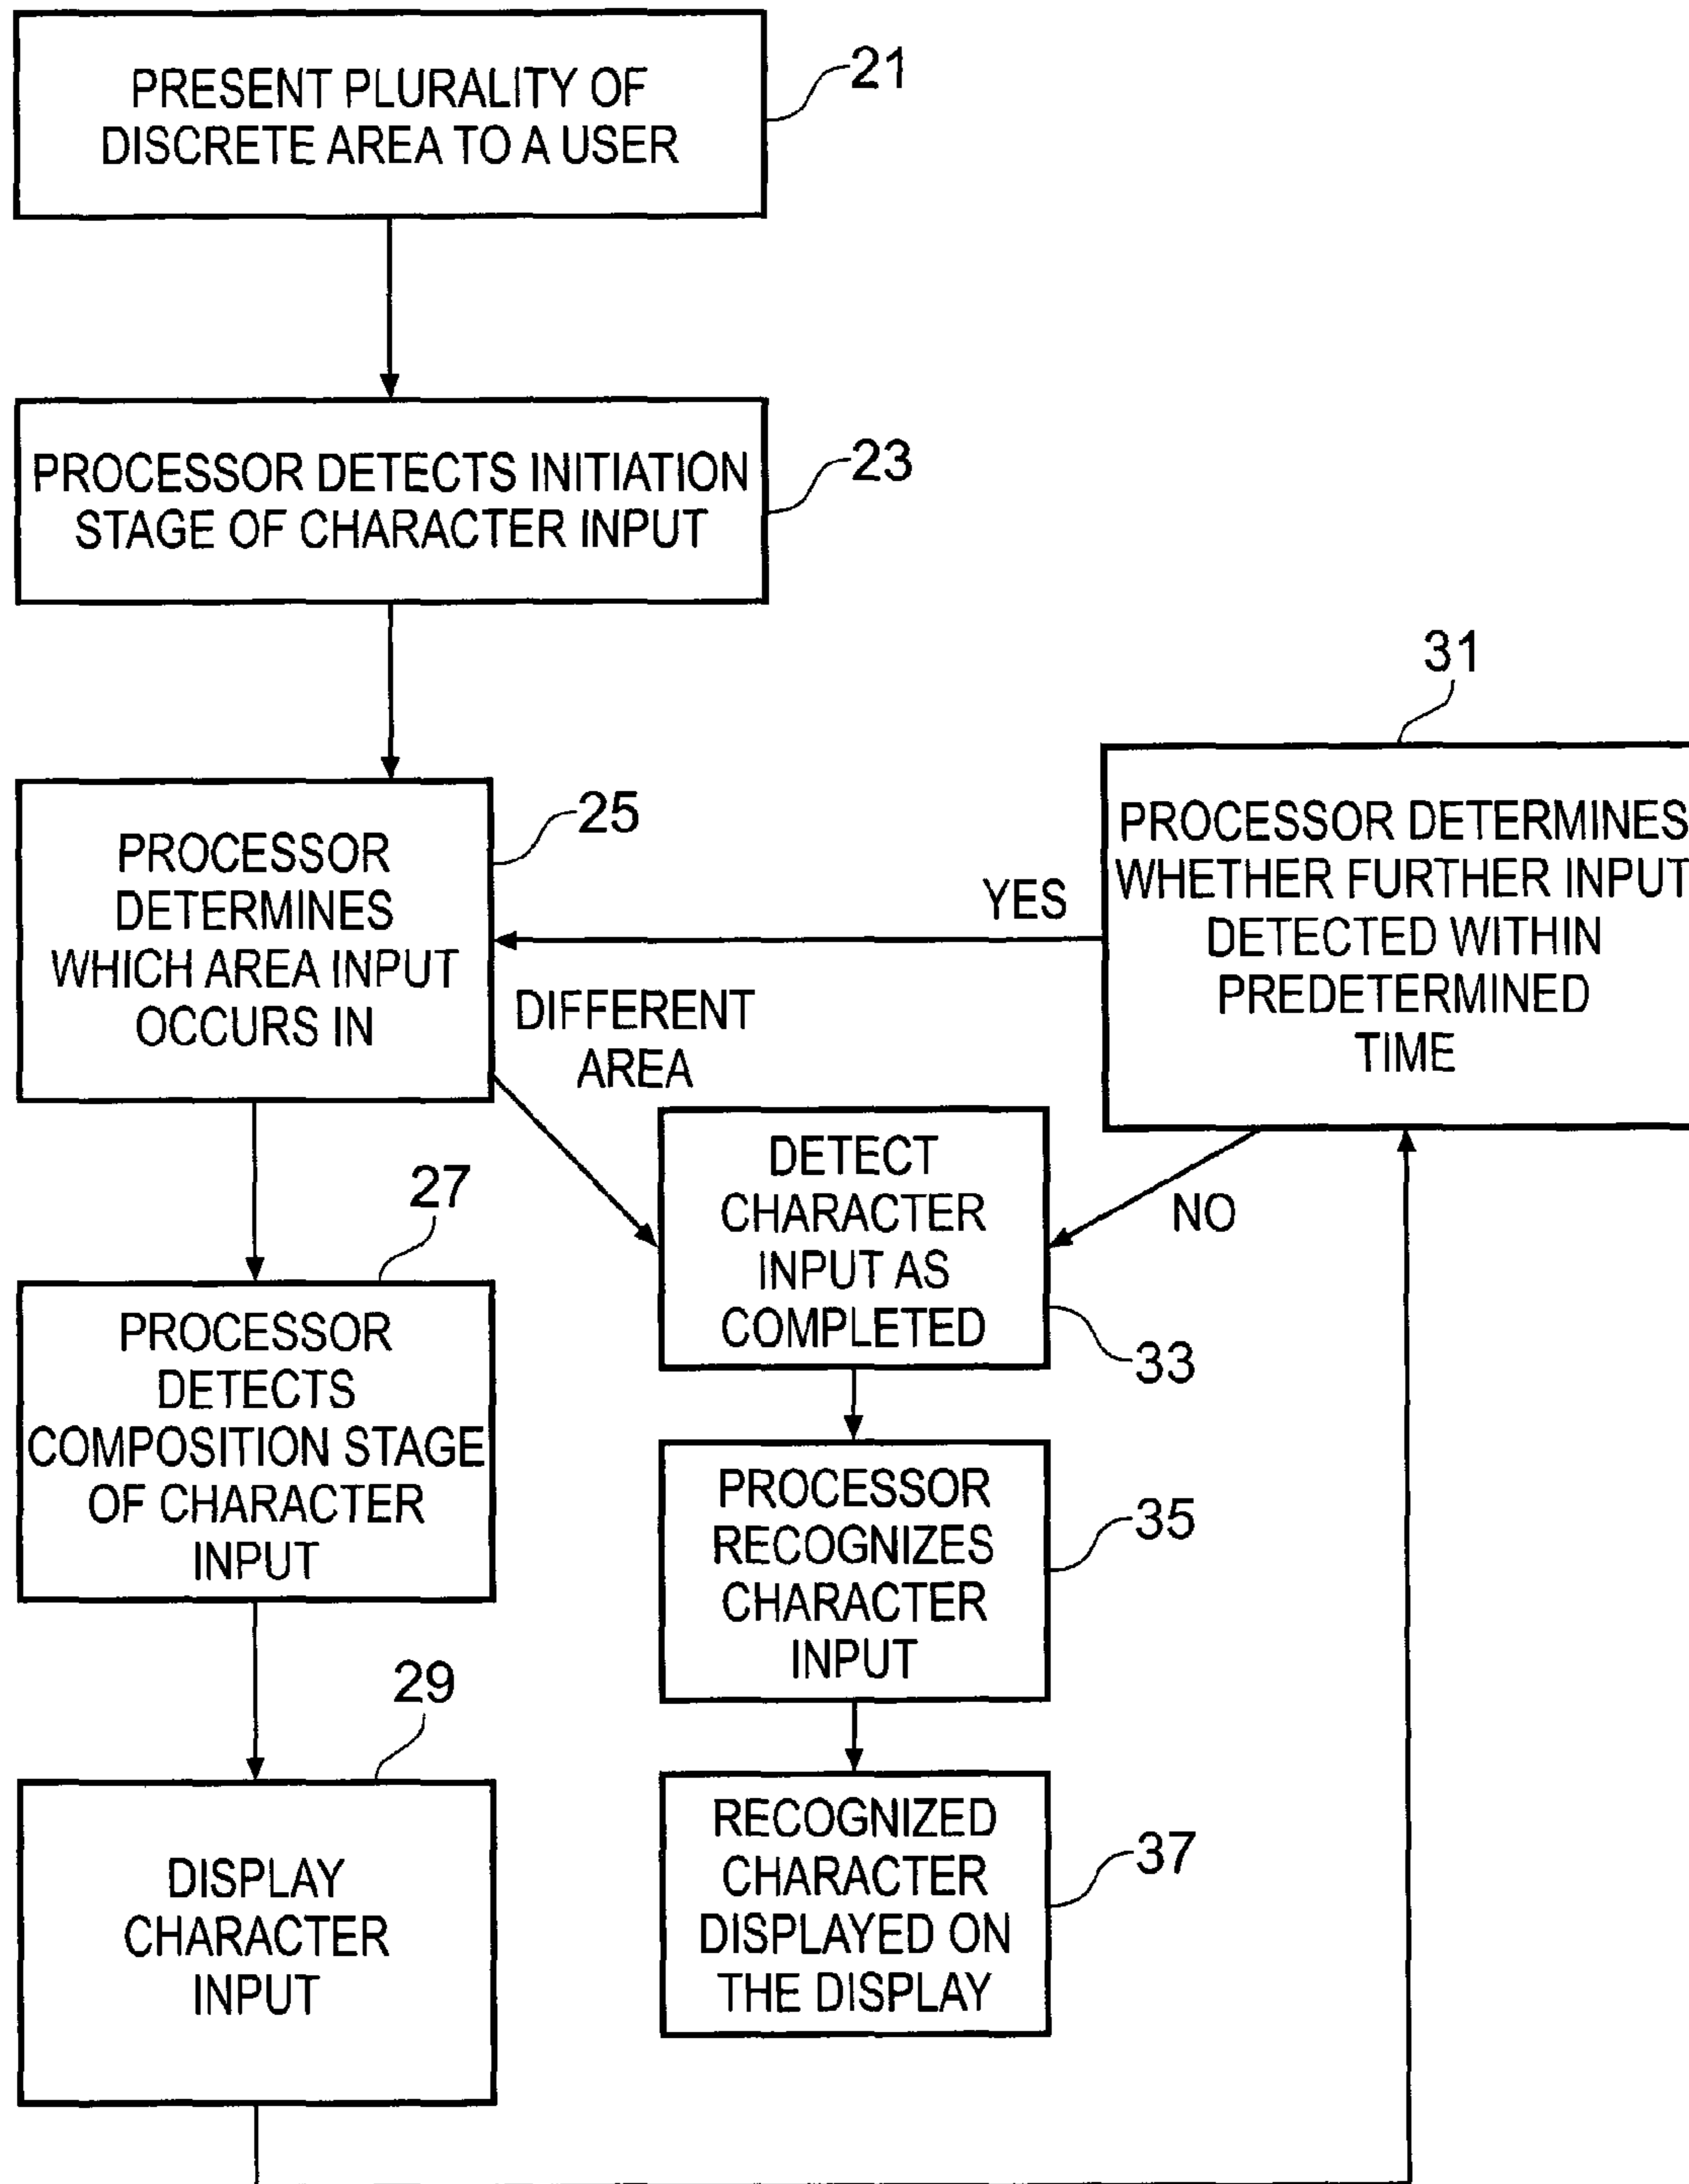 PRESENT PLURALITY OF
DISCRETE AREA TO A USER
21
PROCESSOR DETECTS INITIATION
STAGE OF CHARACTER INPUT
23
PROCESSOR
DETERMINES
WHICH AREA INPUT
OCCURS IN
25
31
PROCESSOR DETERMINES
WHETHER FURTHER INPUT
DETECTED WITHIN
PREDETERMINED
TIME
YES
DIFFERENT
AREA
NO
27
PROCESSOR
DETECTS
COMPOSITION STAGE
OF CHARACTER
INPUT
DETECT
CHARACTER
INPUT AS
COMPLETED
33
PROCESSOR
RECOGNIZES
CHARACTER
INPUT
35
29
DISPLAY
CHARACTER
INPUT
RECOGNIZED
CHARACTER
DISPLAYED ON
THE DISPLAY
37